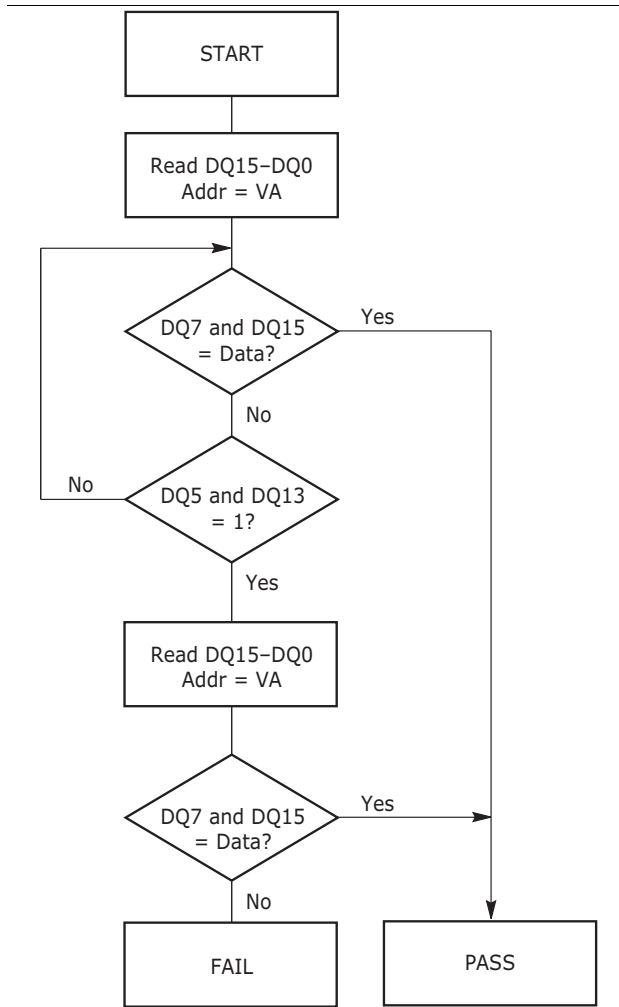 START
Read DQ15–DQ0
Addr = VA
DQ7 and DQ15
= Data?
Yes
No
DQ5 and DQ13
= 1?
No
Yes
Read DQ15–DQ0
Addr = VA
DQ7 and DQ15
= Data?
Yes
No
FAIL
PASS